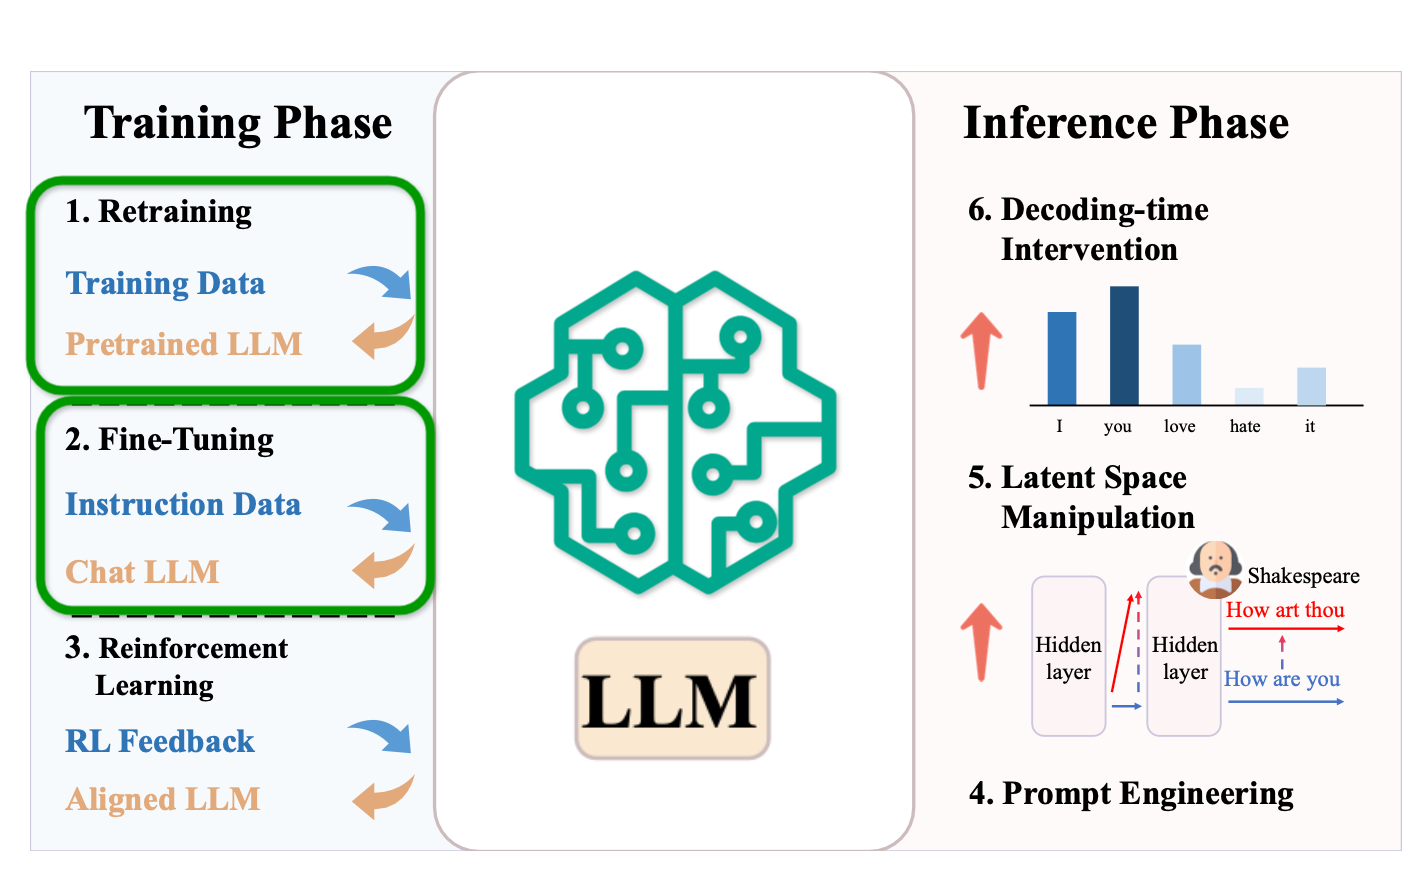 Training Phase
1. Retraining
Training Data
Pretrained LLM
2. Fine-Tuning
Instruction Data
Chat LLM
3. Reinforcement
Learning
RL Feedback
Aligned LLM
LLM
Inference Phase
6. Decoding-time
Intervention
I you love hate it
5. Latent Space
Manipulation
Shakespeare
How art thou
Hidden
layer
Hidden
layer
How are you
4. Prompt Engineering